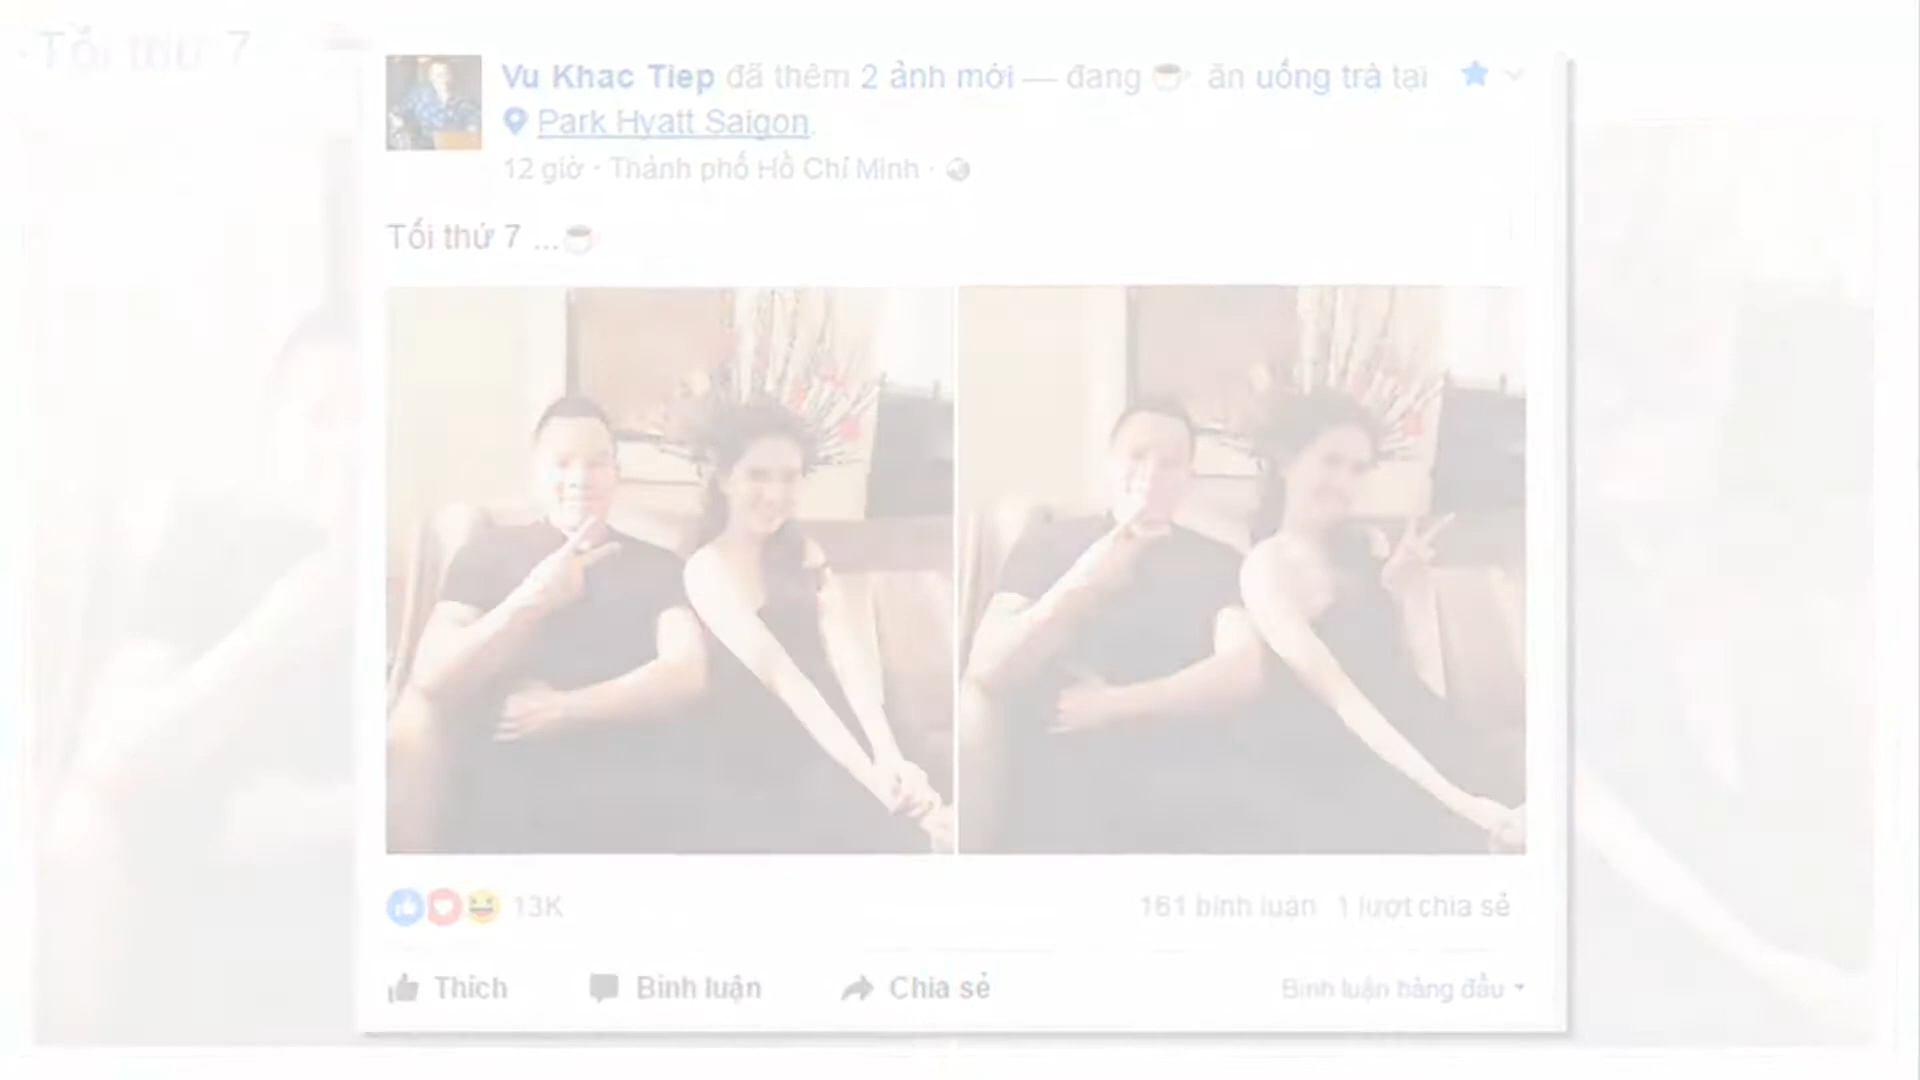 Tối thứ 7
Vu Khac Tiep đã thêm 2 ảnh mới — đang ăn uống trà tại
Park Hyatt Saigon.
12 giờ · Thành phố Hồ Chí Minh ·
Tối thứ 7 ...
13K
161 bình luận 1 lượt chia sẻ
Thích Bình luận Chia sẻ Bình luận hàng đầu